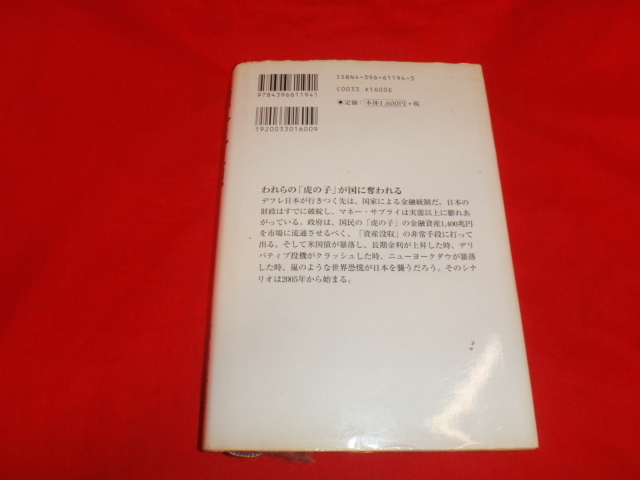 9784396611941
ISBN4-396-61194-5
C0033 ¥1600E
●定価:本体1,600円+税
1920033016009
われらの「虎の子」が国に奪われる
デフレ日本が行きつく先は、国家による金融統制だ。日本の
財政はすでに破綻し、マネー・サプライは実需以上に膨れあ
がっている。政府は、国民の「虎の子」の金融資産1,400兆円
を市場に流通させるべく、「資産没収」の非常手段に打って
出る。そして米国債が暴落し、長期金利が上昇した時、デリ
バティブ投機がクラッシュした時、ニューヨークダウが暴落
した時、嵐のような世界恐慌が日本を襲うだろう。そのシナ
リオは2005年から始まる。